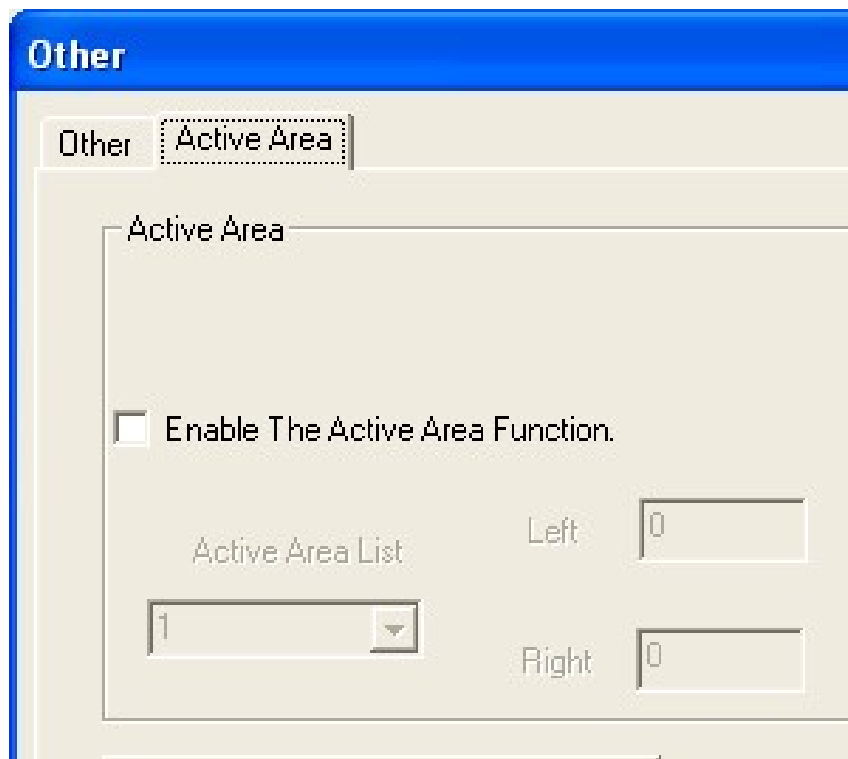 Other
Other Active Area
Active Area
Enable The Active Area Function.
Left 0
Active Area List
1
Right 0